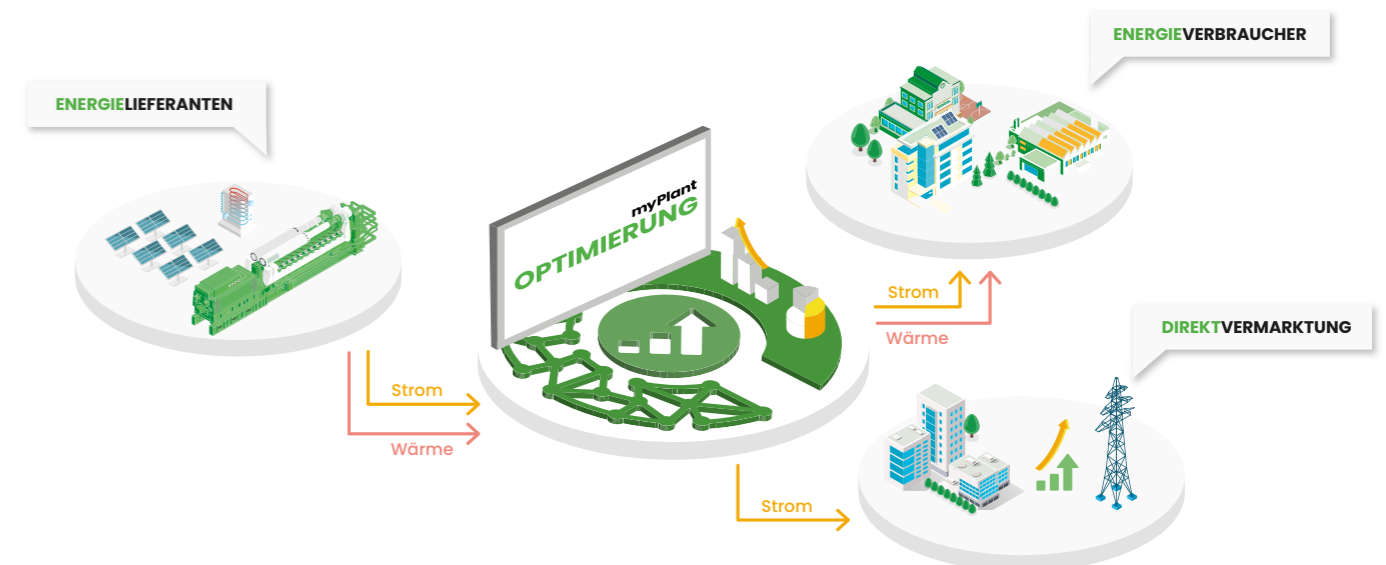 ENERGIEVERBRAUCHER
ENERGIELIEFERANTEN
myPlant
OPTIMIERUNG
Strom
Wärme
DIREKTVERMARKTUNG
Strom
Wärme
Strom